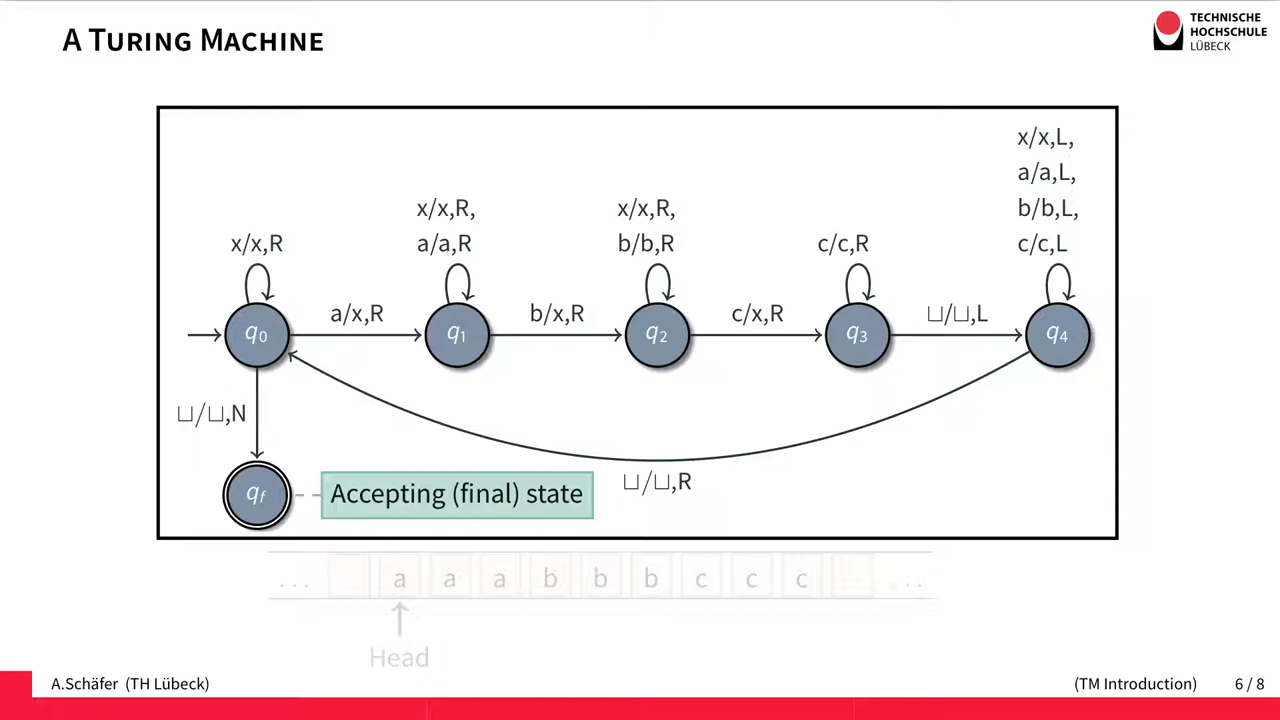 A TURING MACHINE
TECHNISCHE
HOCHSCHULE
LÜBECK
x/x,L,
a/a,L,
b/b,L,
c/c,L
x/x,R,
a/a,R
x/x,R,
b/b,R
x/x,R
c/c,R
a/x,R
b/x,R
c/x,R
⊔/⊔,L
q₀
q₁
q₂
q₃
q₄
⊔/⊔,N
⊔/⊔,R
q_f
Accepting (final) state
... a a a b b b c c c ...
Head
A.Schäfer (TH Lübeck)
(TM Introduction)
6 / 8